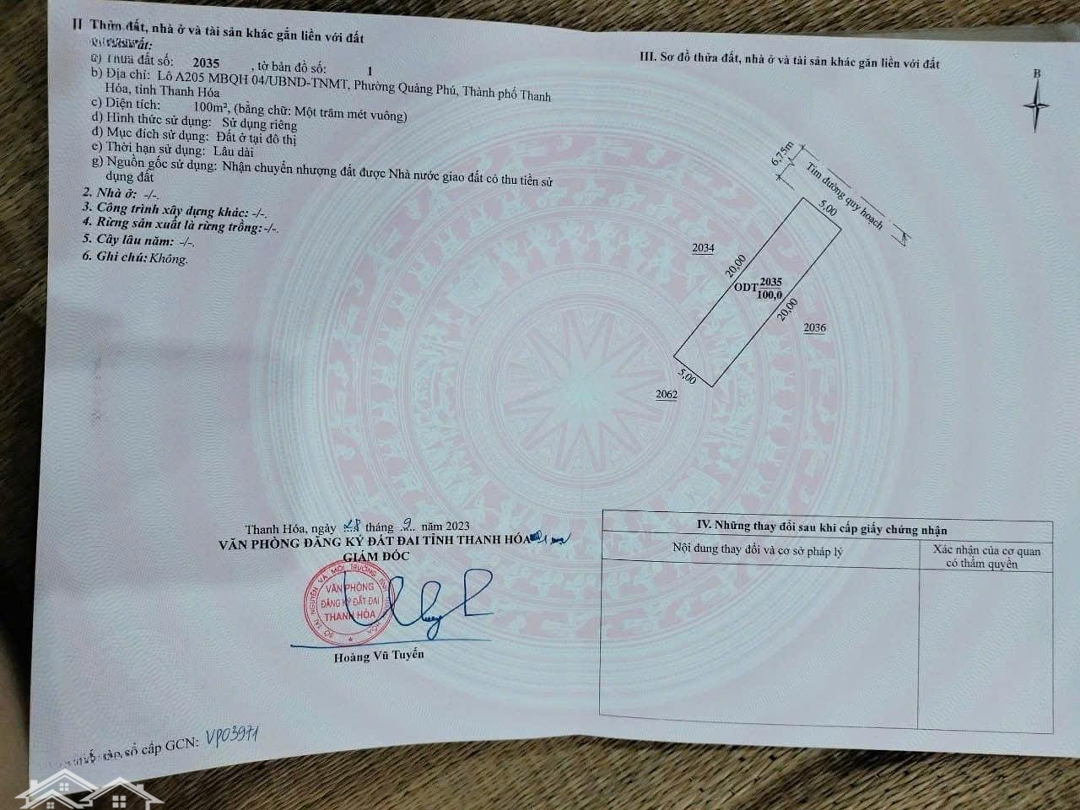 II Thửa đất, nhà ở và tài sản khác gắn liền với đất
a) Thửa đất số: 2035 , tờ bản đồ số: 1
b) Địa chỉ: Lô A205 MBQH 04/UBND-TNMT, Phường Quảng Phú, Thành phố Thanh
Hóa, tỉnh Thanh Hóa
c) Diện tích: 100m², (bằng chữ: Một trăm mét vuông)
d) Hình thức sử dụng: Sử dụng riêng
đ) Mục đích sử dụng: Đất ở tại đô thị
e) Thời hạn sử dụng: Lâu dài
g) Nguồn gốc sử dụng: Nhận chuyển nhượng đất được Nhà nước giao đất có thu tiền sử
dụng đất
2. Nhà ở: -/-.
3. Công trình xây dựng khác: -/-.
4. Rừng sản xuất là rừng trồng:-/-.
5. Cây lâu năm: -/-.
6. Ghi chú: Không.
Thanh Hóa, ngày 28 tháng 2 năm 2023
VĂN PHÒNG ĐĂNG KÝ ĐẤT ĐAI TỈNH THANH HÓA
GIÁM ĐỐC
VĂN PHÒNG
ĐĂNG KÝ ĐẤT ĐAI
THANH HÓA
Hoàng Vũ Tuyến
vào sổ cấp GCN: VP03971
III. Sơ đồ thửa đất, nhà ở và tài sản khác gắn liền với đất
B
6,75m
Tim đường quy hoạch
5,00
2034
20,00
ODT 2035
100,0
20,00
2036
5,00
2062
IV. Những thay đổi sau khi cấp giấy chứng nhận
Nội dung thay đổi và cơ sở pháp lý
Xác nhận của cơ quan
có thẩm quyền